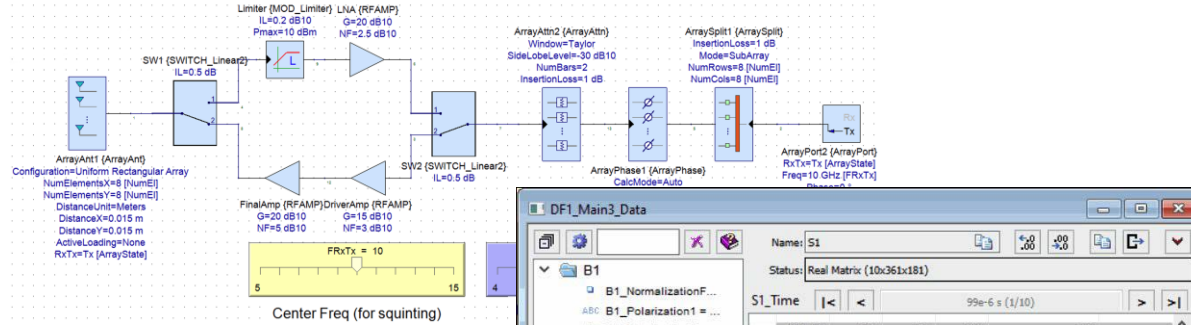 Limiter {MOD_Limiter}
IL=0.2 dB10
Pmax=10 dBm
LNA {RFAMP}
G=20 dB10
NF=2.5 dB10
SW1 {SWITCH_Linear2}
IL=0.5 dB
ArrayAttn2 {ArrayAttn}
Window=Taylor
SideLobeLevel=-30 dB10
NumBars=2
InsertionLoss=1 dB
ArraySplit1 {ArraySplit}
InsertionLoss=1 dB
Mode=SubArray
NumRows=8 [NumEl]
NumCols=8 [NumEl]
L
1
2
1
2
Rx
Tx
ArrayAnt1 {ArrayAnt}
Configuration=Uniform Rectangular Array
NumElementsX=8 [NumEl]
NumElementsY=8 [NumEl]
DistanceUnit=Meters
DistanceX=0.015 m
DistanceY=0.015 m
ActiveLoading=None
RxTx=Tx [ArrayState]
FinalAmp {RFAMP}
G=20 dB10
NF=5 dB10
DriverAmp {RFAMP}
G=15 dB10
NF=3 dB10
SW2 {SWITCH_Linear2}
IL=0.5 dB
ArrayPhase1 {ArrayPhase}
CalcMode=Auto
ArrayPort2 {ArrayPort}
RxTx=Tx [ArrayState]
Freq=10 GHz [FRxTx]
FRxTx = 10
5
15
4
Center Freq (for squinting)
DF1_Main3_Data
Name: S1
Status: Real Matrix (10x361x181)
B1
B1_NormalizationF...
ABC B1_Polarization1 = ...
S1_Time
|<
<
99e-6 s (1/10)
>
>|